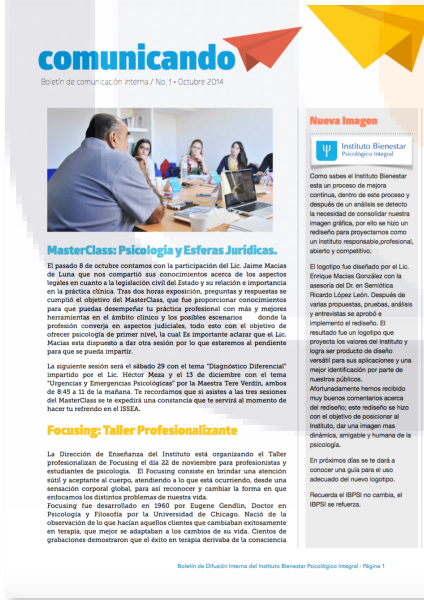 comunicando
Boletín de comunicación interna / No. 1 • Octubre 2014
MasterClass: Psicología y Esferas Jurídicas.
El pasado 8 de octubre contamos con la participación del Lic. Jaime Macias
de Luna que nos compartió sus conocimientos acerca de los aspectos
legales en cuanto a la legislación civil del Estado y su relación e importancia
en la práctica clínica. Tras dos horas exposición, preguntas y respuestas se
cumplió el objetivo del MasterClass, que fue proporcionar conocimientos
para que puedas desempeñar tu práctica profesional con más y mejores
herramientas en el ámbito clínico y los posibles escenarios donde la
profesión converja en aspectos judiciales, todo esto con el objetivo de
ofrecer psicología de primer nivel, la cual Es importante aclarar que el Lic.
Macias esta dispuesto a dar otra sesión por lo que estaremos al pendiente
para que se pueda impartir.
La siguiente sesión será el sábado 29 con el tema "Diagnóstico Diferencial"
impartido por el Lic. Héctor Meza y el 13 de diciembre con el tema
"Urgencias y Emergencias Psicológicas" por la Maestra Tere Verdín, ambos
de 8:45 a 11 de la mañana. Te recordamos que si asistes a las tres sesiones
del MasterClass se te expedirá una constancia que te servirá al momento de
hacer tu refrendo en el ISSEA.
Focusing: Taller Profesionalizante
La Dirección de Enseñanza del Instituto está organizando el Taller
profesionalizan de Focusing el día 22 de noviembre para profesionistas y
estudiantes de psicología. El Focusing consiste en brindar una atención
sútil y aceptante al cuerpo, atendiendo a lo que está ocurriendo, desde una
sensación corporal global, para así reconocer y cambiar la forma en que
enfocamos los distintos problemas de nuestra vida.
Focusing fue desarrollado en 1960 por Eugene Gendlin, Doctor en
Psicología y Filosofía por la Universidad de Chicago. Nació de la
observación de lo que hacían aquellos clientes que cambiaban exitosamente
en terapia, que mejor se adaptaban a los cambios de su vida. Cientos de
grabaciones demostraron que el éxito en terapia derivaba de la consciencia
Nueva Imagen
Ψ Instituto Bienestar
Psicológico Integral
Como sabes el Instituto Bienestar
esta un proceso de mejora
continua, dentro de este proceso y
después de un análisis se detecto
la necesidad de consolidar nuestra
imagen gráfica, por ello se hizo un
rediseño para proyectarnos como
un instituto responsable,profesional,
abierto y competitivo.
El logotipo fue diseñado por el Lic.
Enrique Macías González con la
asesoría del Dr. en Semiótica
Ricardo López León. Después de
varias propuestas, pruebas, análisis
y entrevistas se aprobó e
implemento el rediseño. El
resultado fue un logotipo que
proyecta los valores del Instituto y
logra ser producto de diseño
versátil para sus aplicaciones y una
mejor identificación por parte de
nuestros públicos.
Afortunadamente hemos recibido
muy buenos comentarios acerca
del rediseño; este rediseño se hizo
con el objetivo de posicionar al
Instituto, dar una imagen mas
dinámica, amigable y humana de la
psicología.
En próximos días se te dará a
conocer una guía para el uso
adecuado del nuevo logotipo.
Recuerda el IBPSI no cambia, el
IBPSI se refuerza.
Boletín de Difusión Interna del Instituto Bienestar Psicológico Integral - Página 1